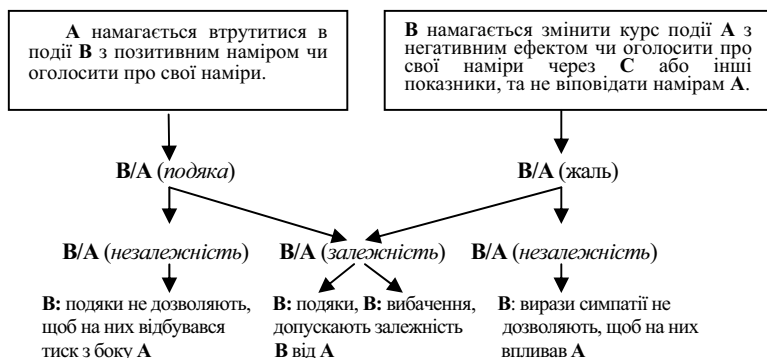 А намагається втрутитися в
події В з позитивним наміром чи
оголосити про свої наміри.
В намагається змінити курс події А з
негативним ефектом чи оголосити про
свої наміри через С або інші
показники, та не віповідати намірам А.
В/А (подяка)
В/А (жаль)
В/А (незалежність)
В/А (залежність)
В/А (незалежність)
В: подяки не дозволяють,
щоб на них відбувався
тиск з боку А
В: подяки, В: вибачення,
допускають залежність
В від А
В: вирази симпатії не
дозволяють, щоб на них
впливав А